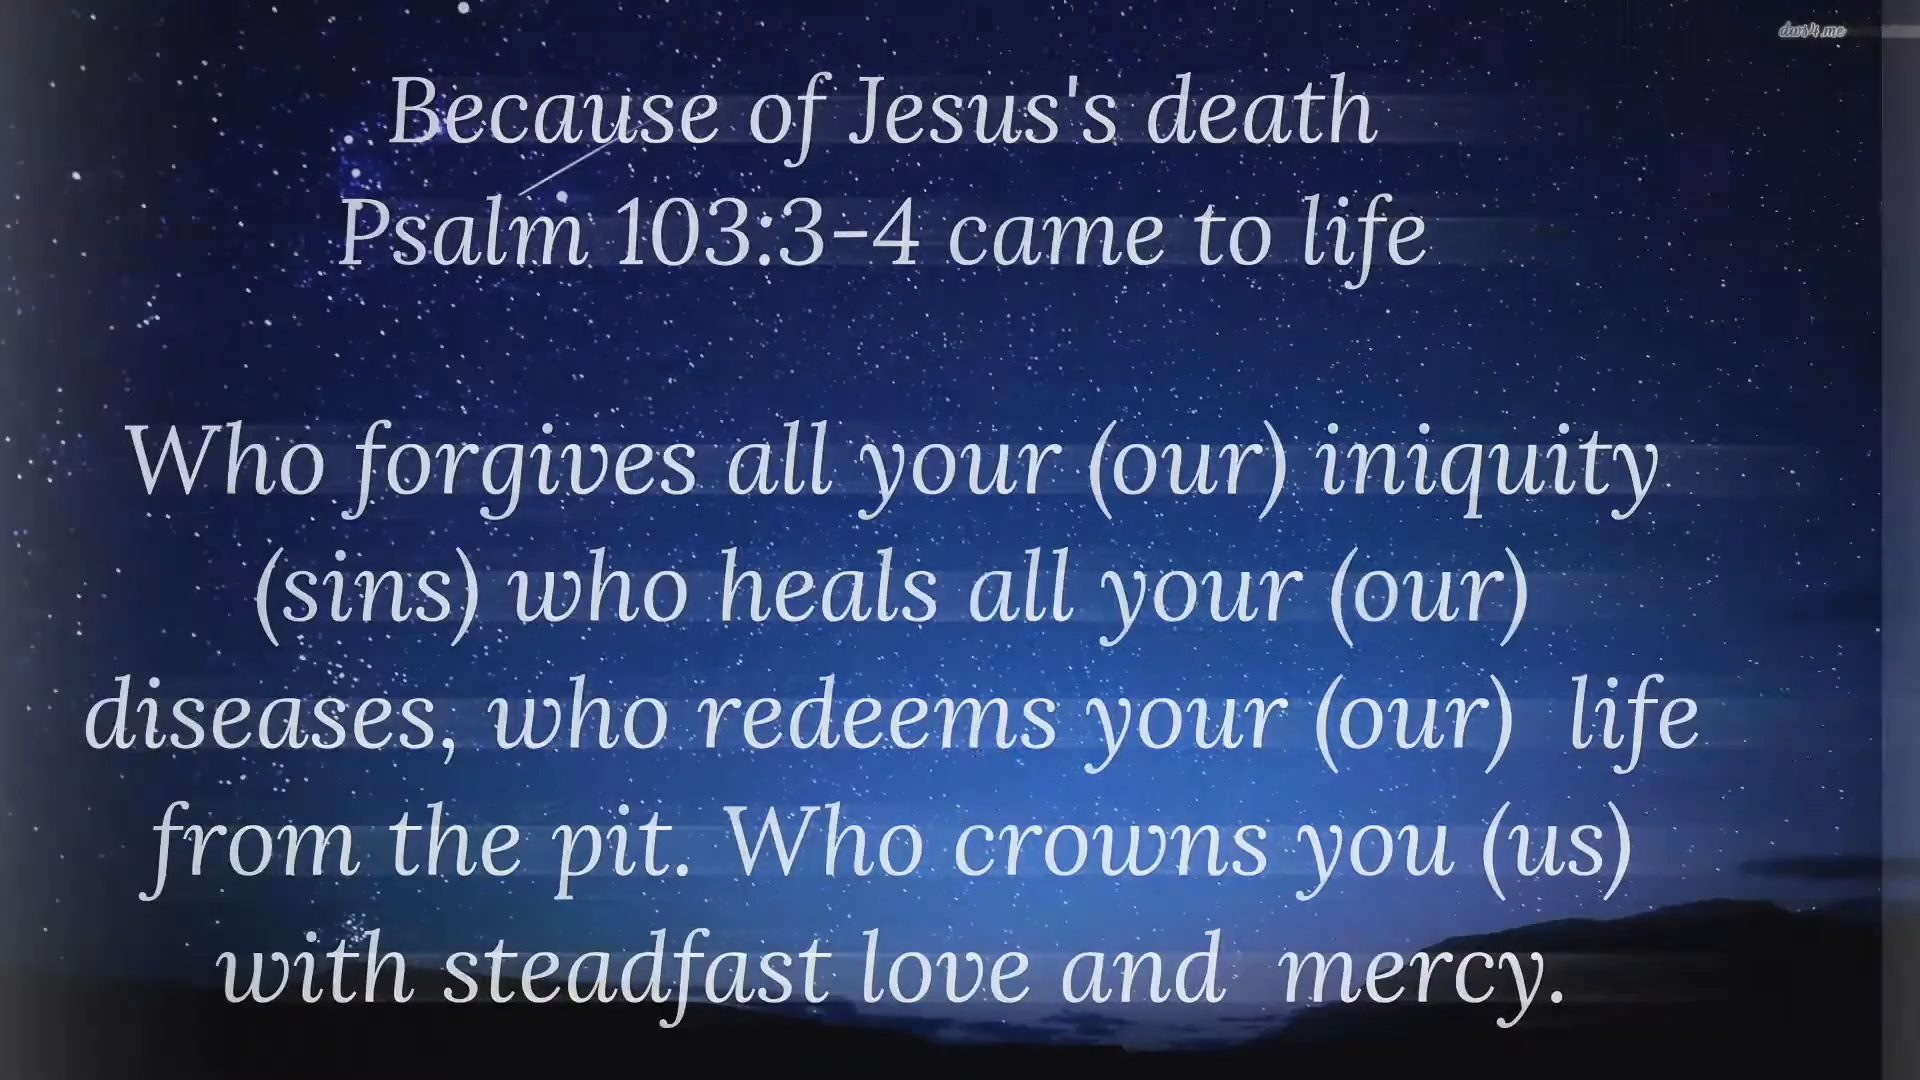 dws4.me
Because of Jesus's death
Psalm 103:3-4 came to life
Who forgives all your (our) iniquity
(sins) who heals all your (our)
diseases, who redeems your (our) life
from the pit. Who crowns you (us)
with steadfast love and mercy.